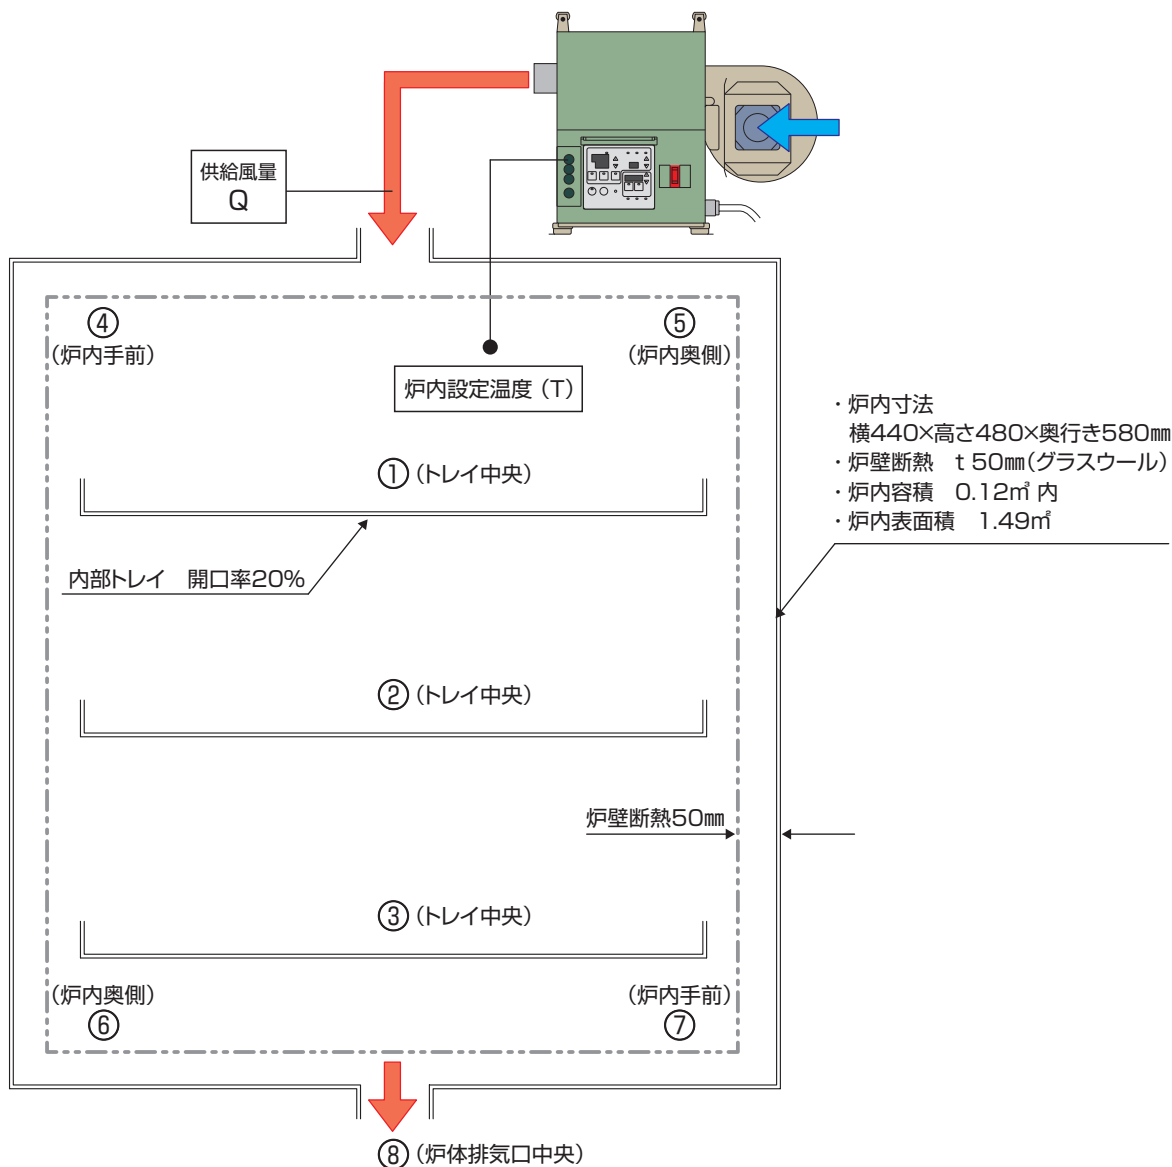 供給風量
Q
④
(炉内手前)
⑤
(炉内奥側)
炉内設定温度 (T)
・炉内寸法
横440×高さ480×奥行き580㎜
・炉壁断熱 t 50㎜(グラスウール)
・炉内容積 0.12㎥ 内
・炉内表面積 1.49㎡
① (トレイ中央)
内部トレイ 開口率20%
② (トレイ中央)
炉壁断熱50㎜
③ (トレイ中央)
(炉内奥側)
⑥
(炉内手前)
⑦
⑧ (炉体排気口中央)